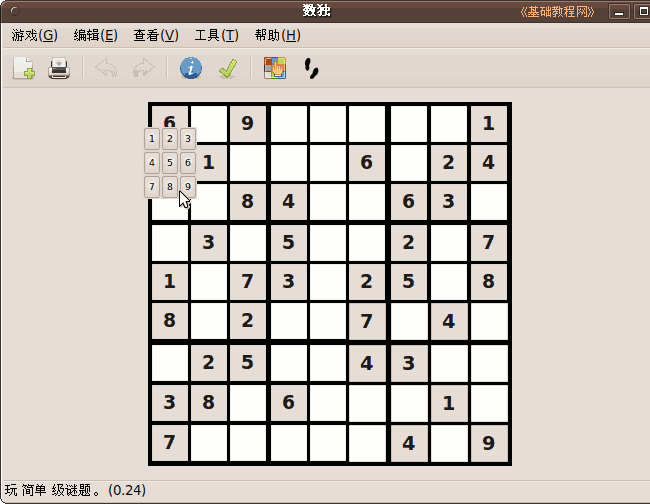 数独
《基础教程网》
游戏(G) 编辑(E) 查看(V) 工具(T) 帮助(H)
6 9 1
1 2 3
1 6 2 4
4 5 6
7 8 9
8 4 6 3
3 5 2 7
1 7 3 2 5 8
8 2 7 4
2 5 4 3
3 8 6 1
7 4 9
玩 简单 级谜题。(0.24)